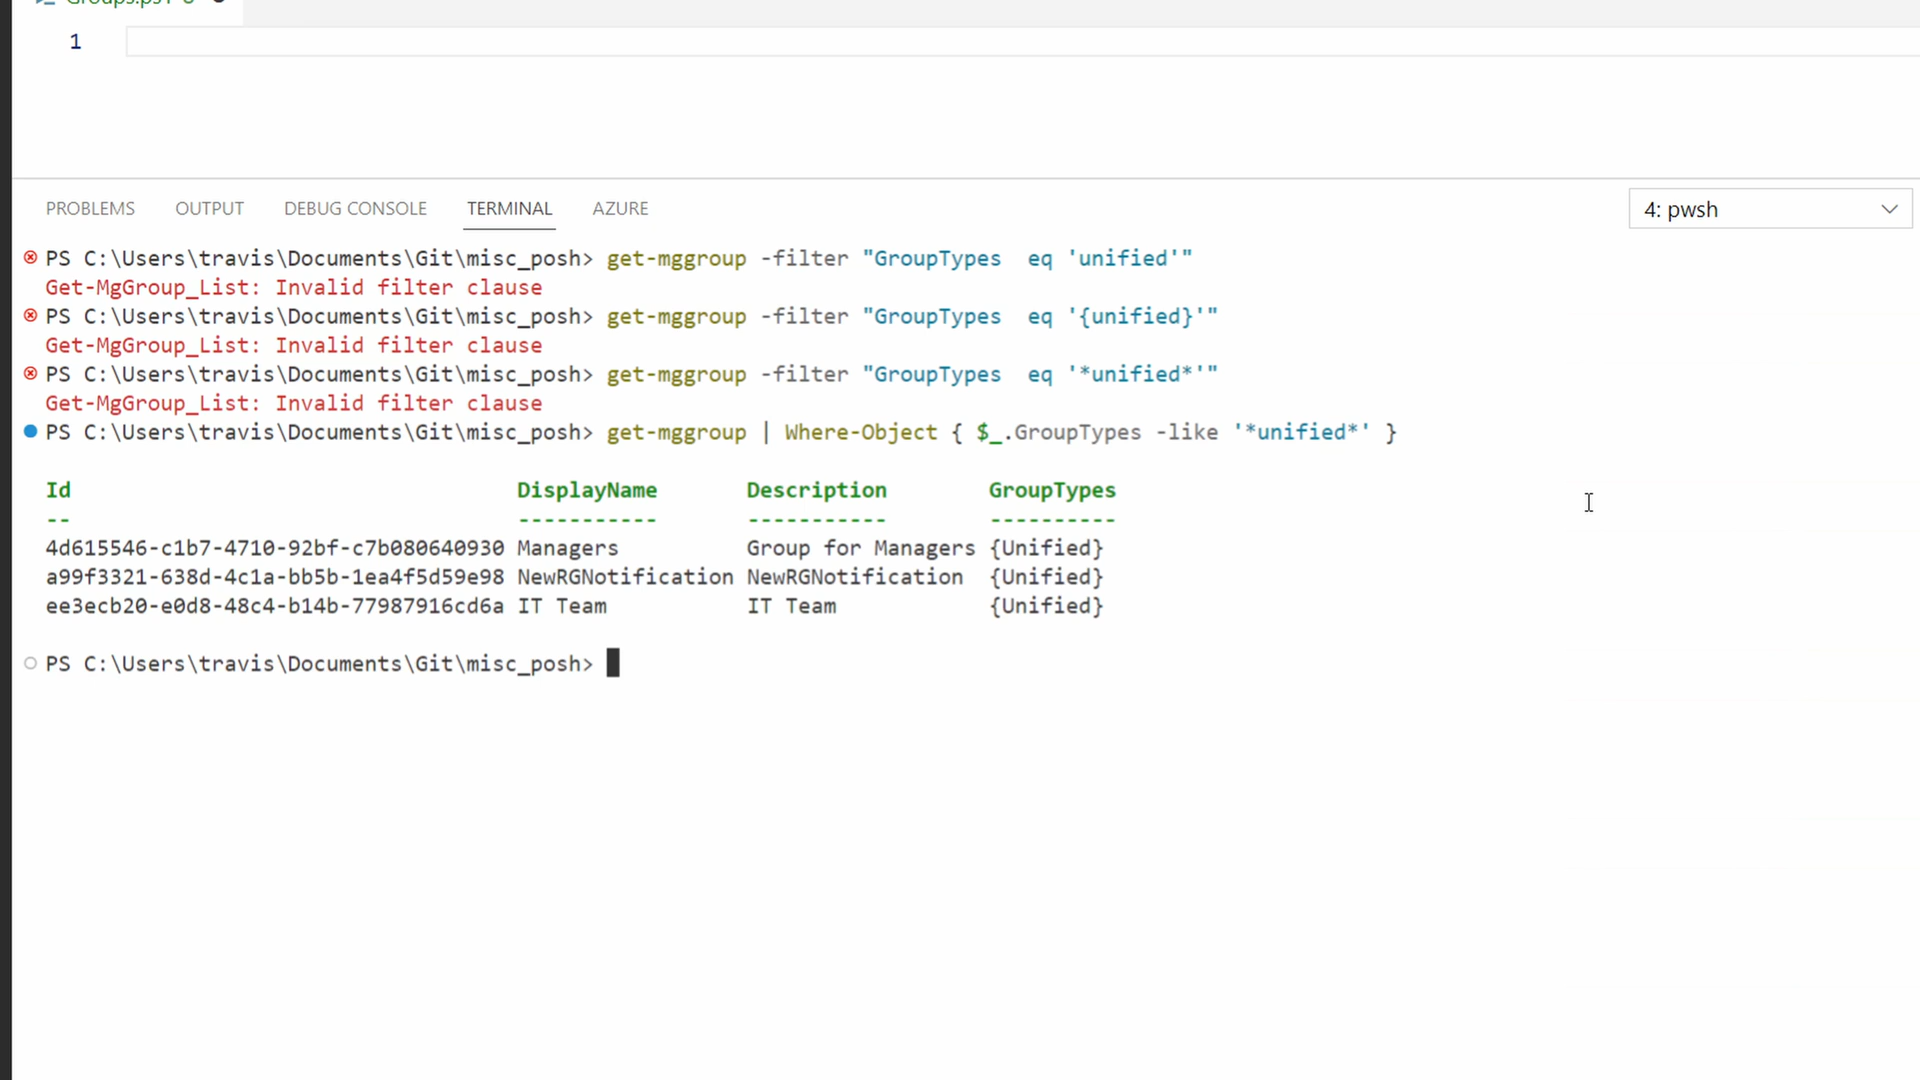 Groups.ps1
1
PROBLEMS OUTPUT DEBUG CONSOLE TERMINAL AZURE 4: pwsh
PS C:\Users\travis\Documents\Git\misc_posh> get-mggroup -filter "GroupTypes  eq 'unified'"
Get-MgGroup_List: Invalid filter clause
PS C:\Users\travis\Documents\Git\misc_posh> get-mggroup -filter "GroupTypes  eq '{unified}'"
Get-MgGroup_List: Invalid filter clause
PS C:\Users\travis\Documents\Git\misc_posh> get-mggroup -filter "GroupTypes  eq '*unified*'"
Get-MgGroup_List: Invalid filter clause
PS C:\Users\travis\Documents\Git\misc_posh> get-mggroup | Where-Object { $_.GroupTypes -like '*unified*' }
Id DisplayName Description GroupTypes
-- ----------- ----------- ----------
4d615546-c1b7-4710-92bf-c7b080640930 Managers Group for Managers {Unified}
a99f3321-638d-4c1a-bb5b-1ea4f5d59e98 NewRGNotification NewRGNotification {Unified}
ee3ecb20-e0d8-48c4-b14b-77987916cd6a IT Team IT Team {Unified}
PS C:\Users\travis\Documents\Git\misc_posh>